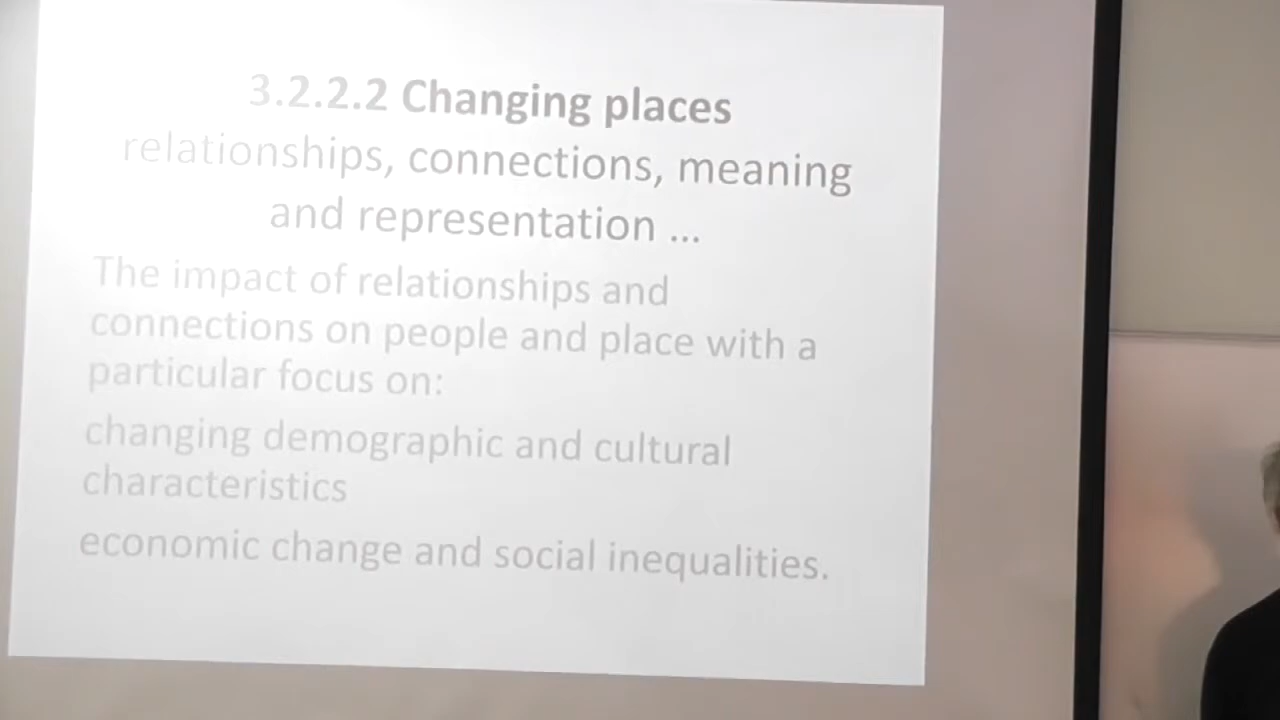 3.2.2.2 Changing places
relationships, connections, meaning
and representation ...
The impact of relationships and
connections on people and place with a
particular focus on:
changing demographic and cultural
characteristics
economic change and social inequalities.